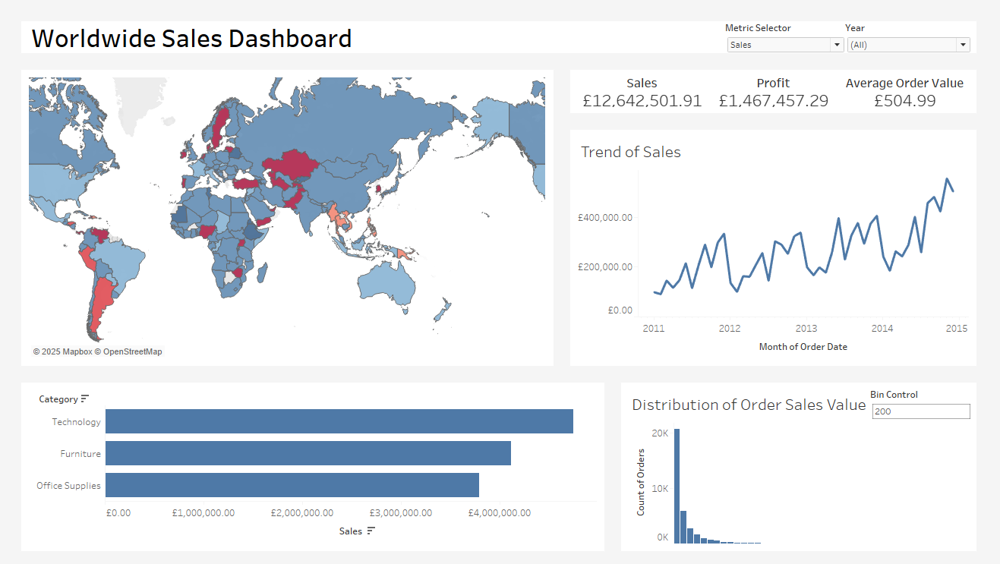 Worldwide Sales Dashboard
Metric Selector
Year
Sales
(All)
Sales
Profit
Average Order Value
£12,642,501.91
£1,467,457.29
£504.99
© 2025 Mapbox © OpenStreetMap
Trend of Sales
£400,000.00
£200,000.00
£0.00
2011
2012
2013
2014
2015
Month of Order Date
Category
Technology
Furniture
Office Supplies
£0.00
£1,000,000.00
£2,000,000.00
£3,000,000.00
£4,000,000.00
Sales
Distribution of Order Sales Value
Bin Control
200
Count of Orders
20K
10K
0K